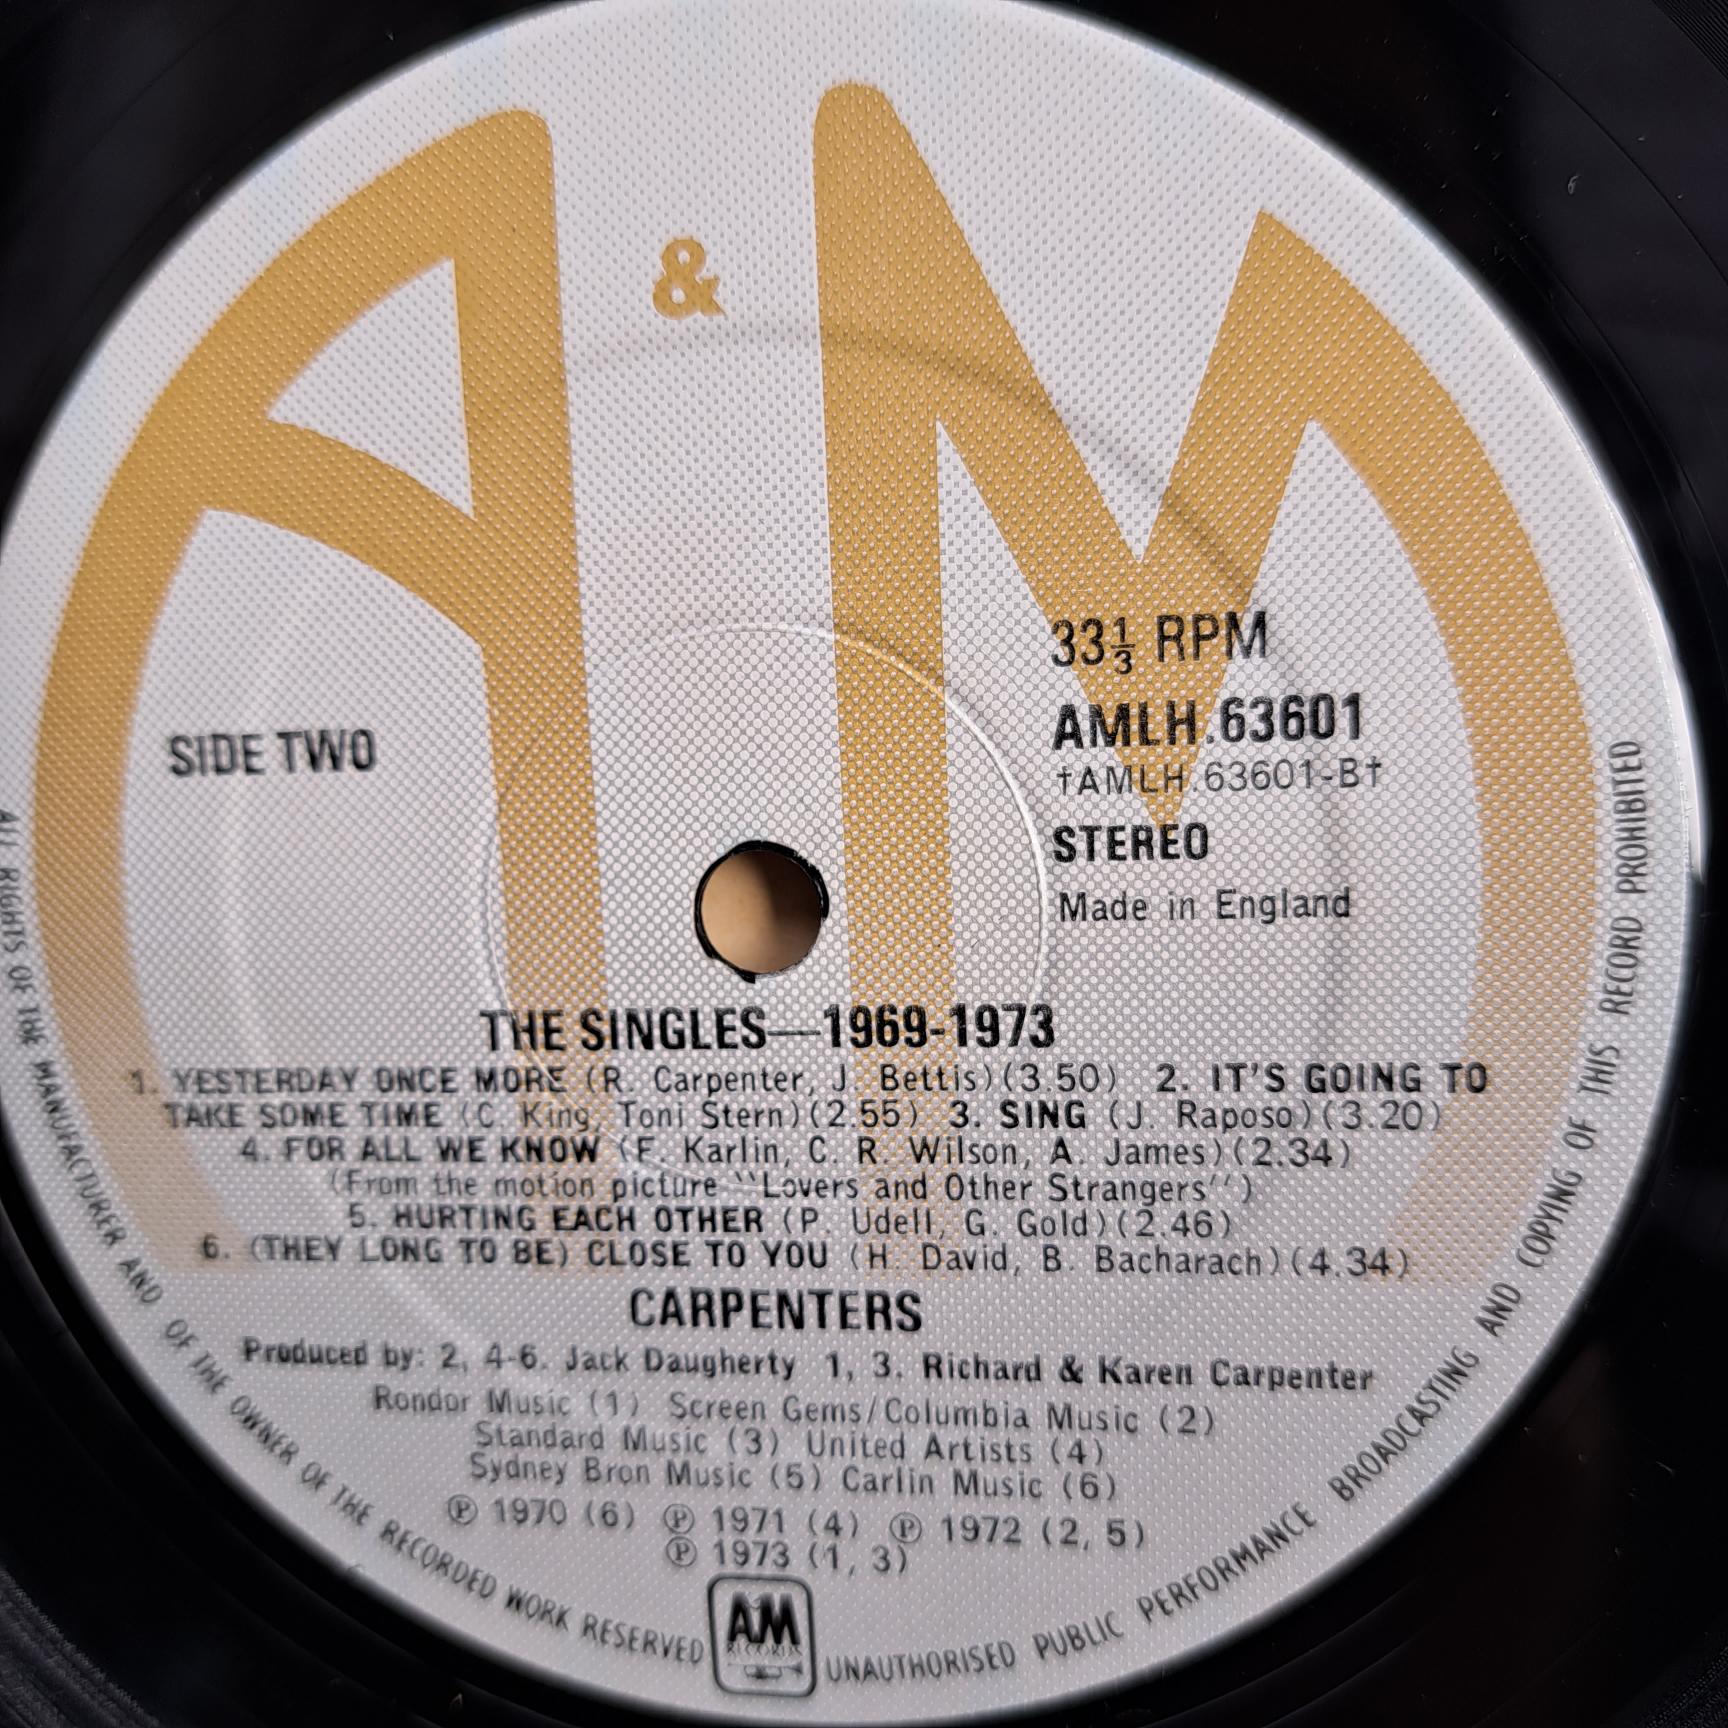 A & M
33⅓ RPM
AMLH.63601
†AMLH.63601-B†
SIDE TWO
STEREO
Made in England
THE SINGLES—1969-1973
1. YESTERDAY ONCE MORE (R. Carpenter, J. Bettis)(3.50) 2. IT'S GOING TO
TAKE SOME TIME (C. King, Toni Stern)(2.55) 3. SING (J. Raposo)(3.20)
4. FOR ALL WE KNOW (F. Karlin, C. R. Wilson, A. James)(2.34)
(From the motion picture "Lovers and Other Strangers")
5. HURTING EACH OTHER (P. Udell, G. Gold)(2.46)
6. (THEY LONG TO BE) CLOSE TO YOU (H. David, B. Bacharach)(4.34)
CARPENTERS
Produced by: 2, 4-6. Jack Daugherty 1, 3. Richard & Karen Carpenter
Rondor Music (1) Screen Gems/Columbia Music (2)
Standard Music (3) United Artists (4)
Sydney Bron Music (5) Carlin Music (6)
℗ 1970 (6) ℗ 1971 (4) ℗ 1972 (2, 5)
℗ 1973 (1, 3)
A&M
RECORDS
ALL RIGHTS OF THE MANUFACTURER AND OF THE OWNER OF THE RECORDED WORK RESERVED
UNAUTHORISED PUBLIC PERFORMANCE BROADCASTING AND COPYING OF THIS RECORD PROHIBITED